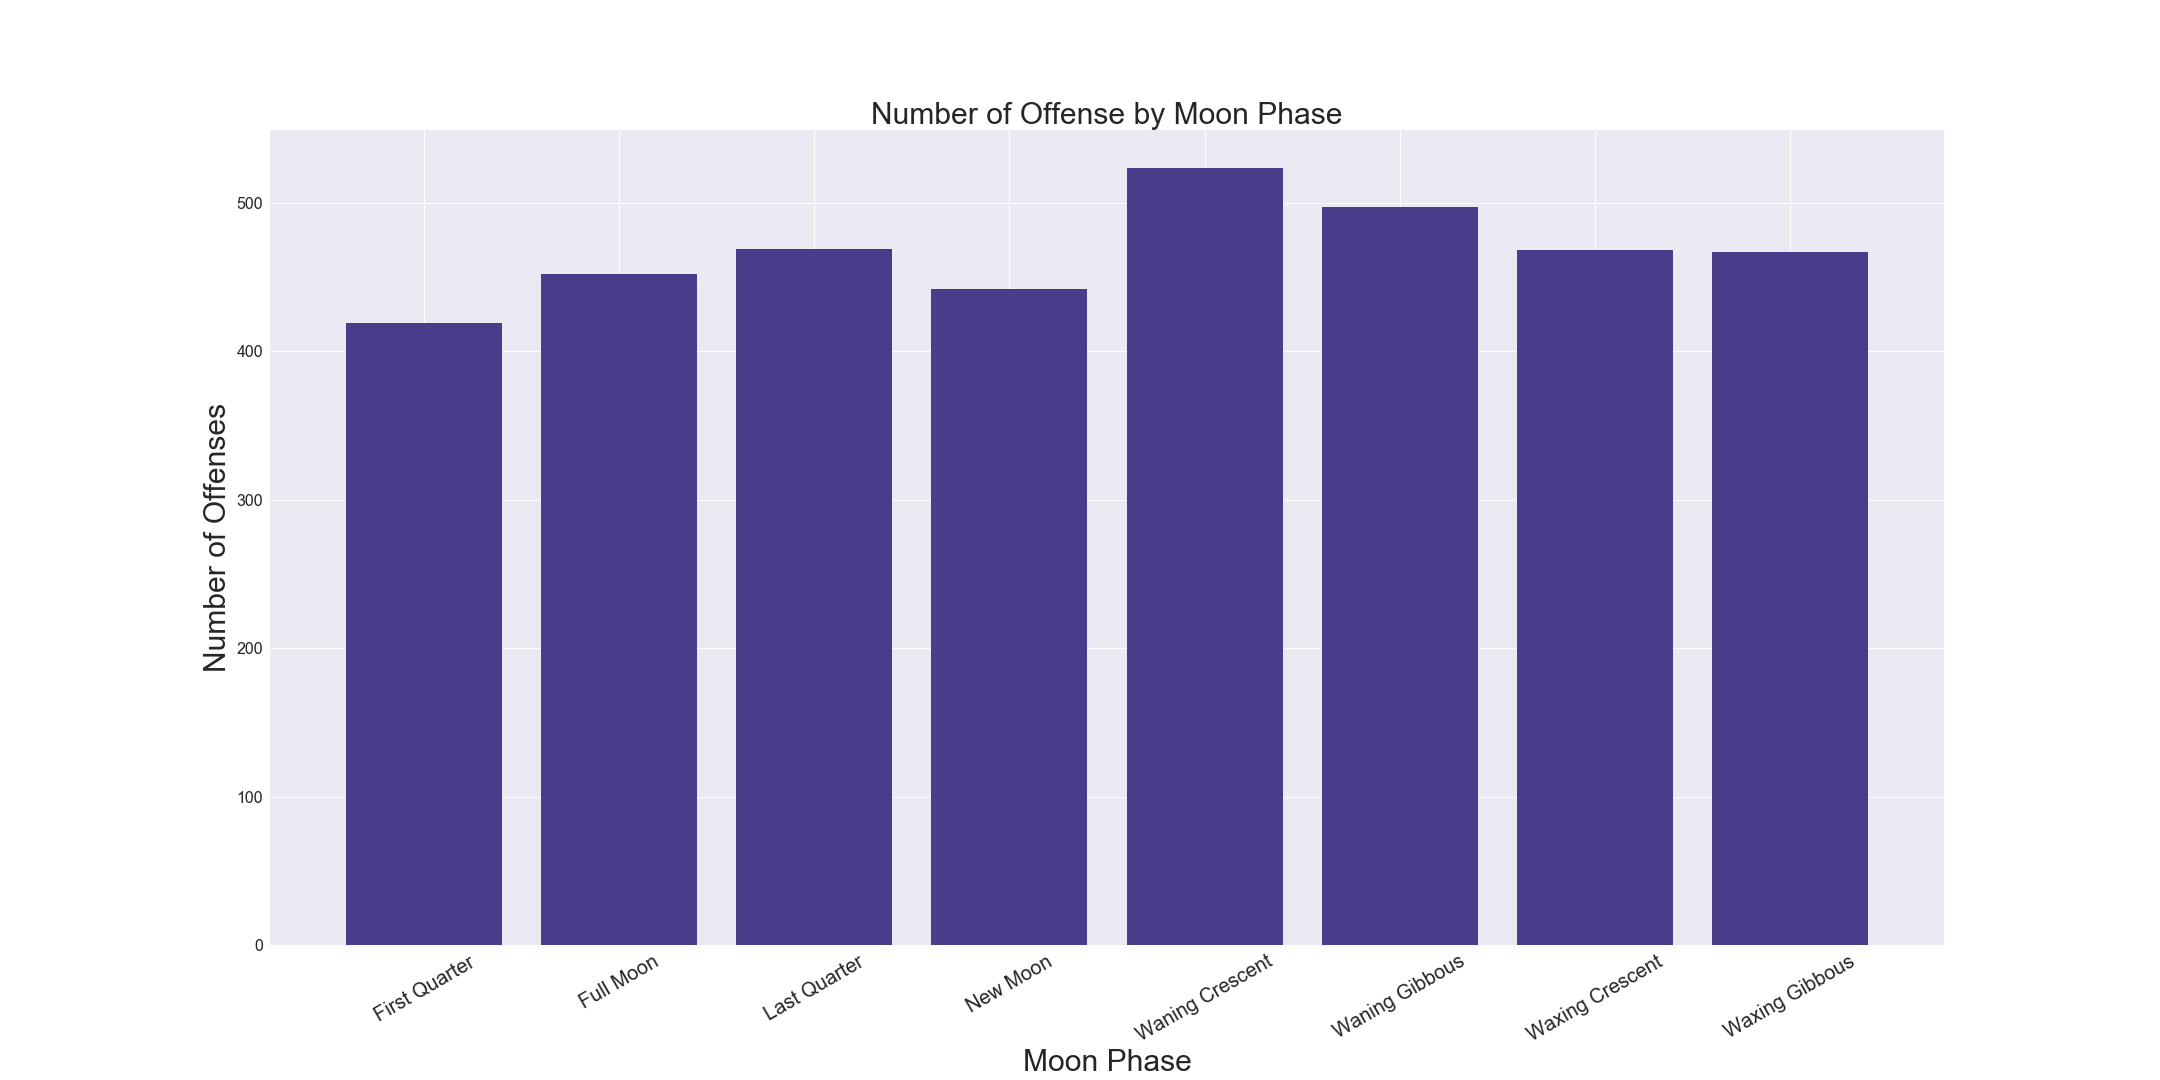 Number of Offense by Moon Phase
Number of Offenses
500
400
300
200
100
0
First Quarter
Full Moon
Last Quarter
New Moon
Waning Crescent
Waning Gibbous
Waxing Crescent
Waxing Gibbous
Moon Phase